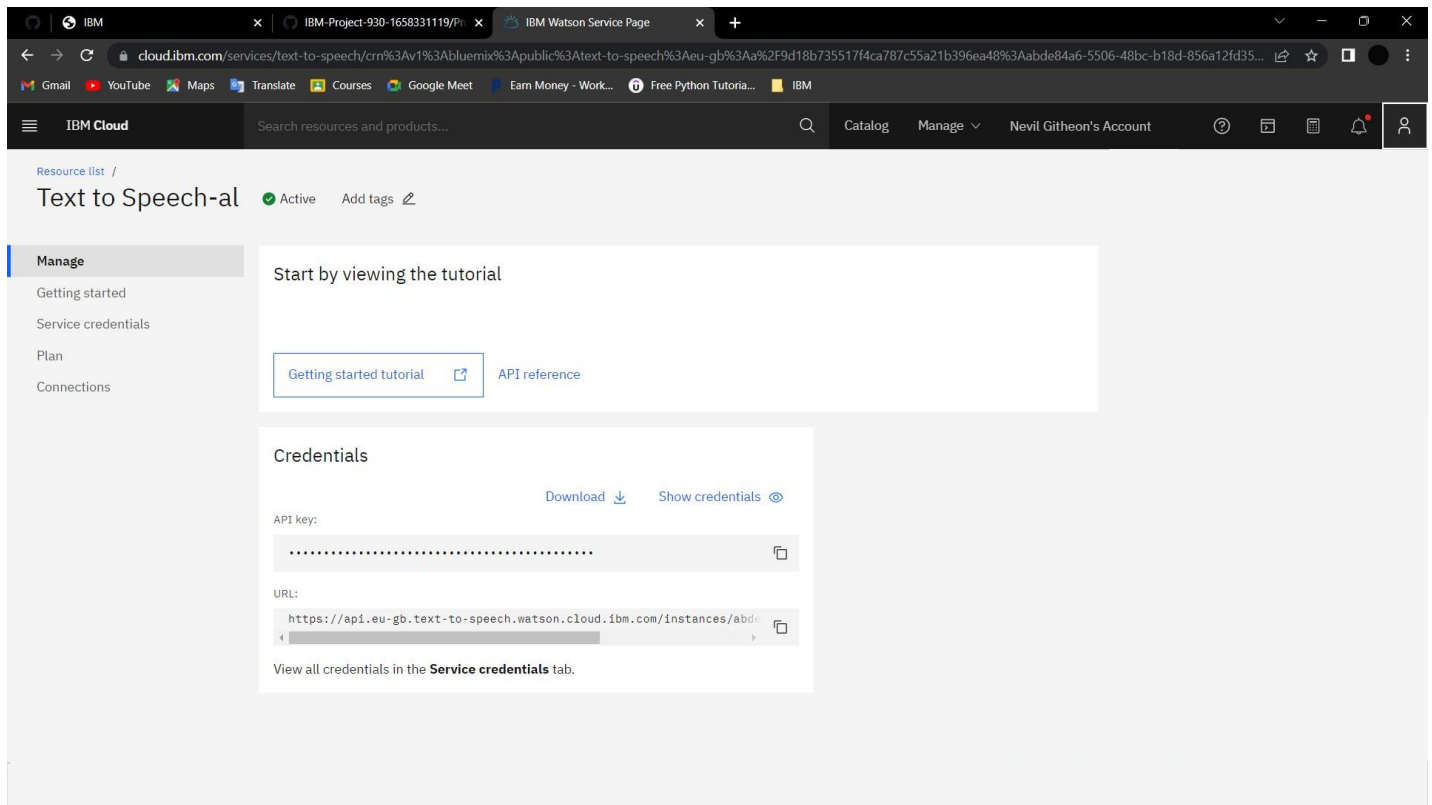 IBM
IBM-Project-930-1658331119/Pro
IBM Watson Service Page
cloud.ibm.com/services/text-to-speech/crn%3Av1%3Abluemix%3Apublic%3Atext-to-speech%3Aeu-gb%3Aa%2F9d18b735517f4ca787c55a21b396ea48%3Aabde84a6-5506-48bc-b18d-856a12fd35...
Gmail YouTube Maps Translate Courses Google Meet Earn Money - Work... Free Python Tutoria... IBM
IBM Cloud Search resources and products... Catalog Manage Nevil Githeon's Account
Resource list /
Text to Speech-al Active Add tags
Manage
Getting started
Service credentials
Plan
Connections
Start by viewing the tutorial
Getting started tutorial API reference
Credentials
Download Show credentials
API key:
••••••••••••••••••••••••••••••••••••••••••••
URL:
https://api.eu-gb.text-to-speech.watson.cloud.ibm.com/instances/abde
View all credentials in the Service credentials tab.